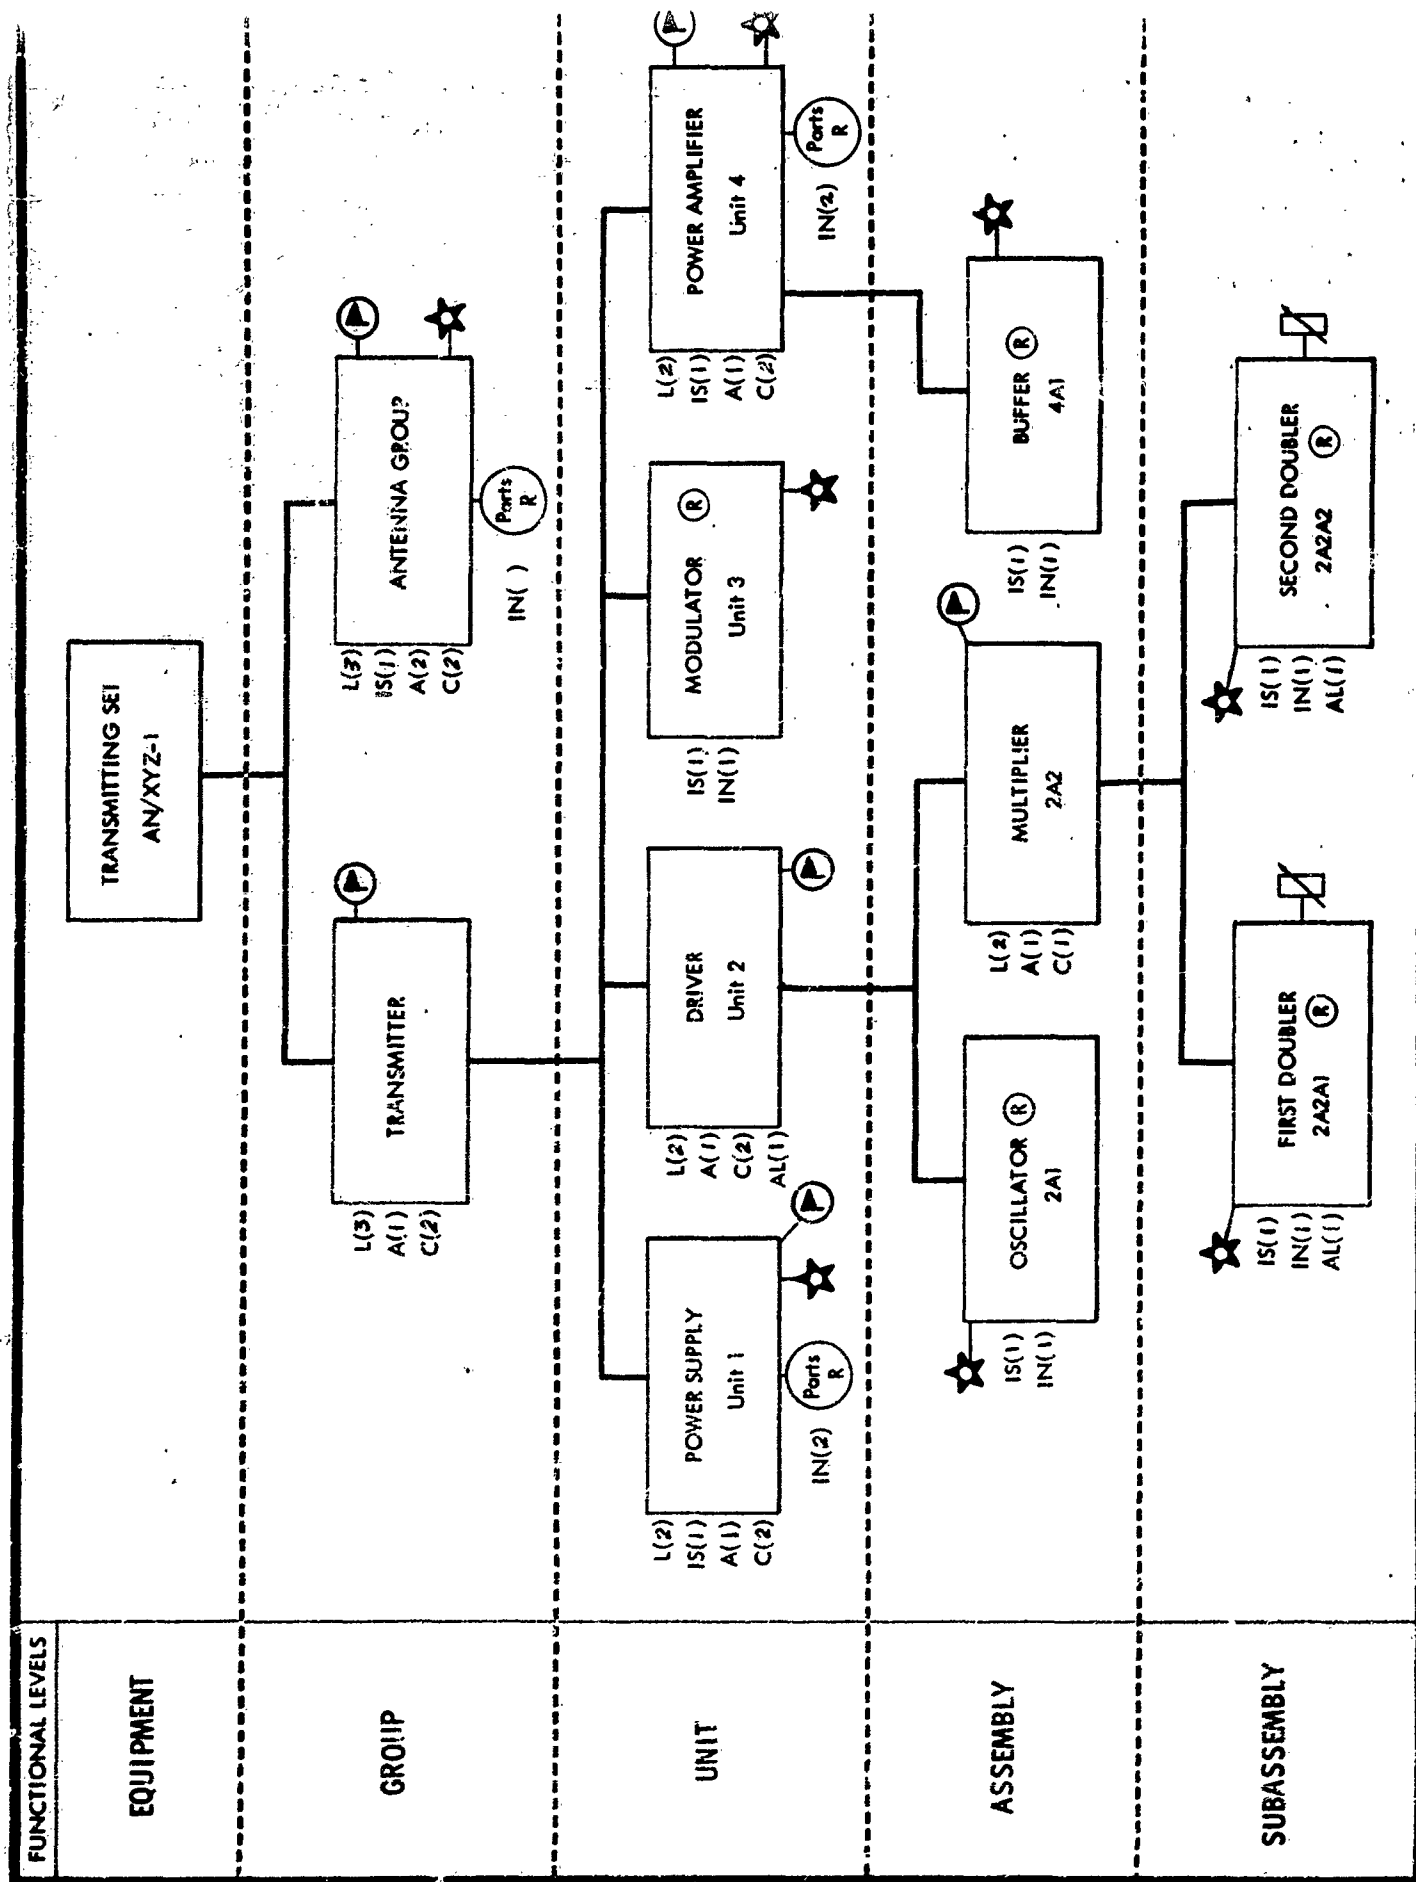 FUNCTIONAL LEVELS
EQUIPMENT
TRANSMITTING SET
AN/XYZ-1
GROUP
L(3)
A(1)
C(2)
TRANSMITTER
L(3)
IS(1)
A(2)
C(2)
ANTENNA GROU?
IN( )
Parts
R
UNIT
L(2)
IS(1)
A(1)
C(2)
POWER SUPPLY
Unit 1
IN(2)
Parts
R
L(2)
A(1)
C(2)
AL(1)
DRIVER
Unit 2
IS(1)
IN(1)
MODULATOR R
Unit 3
L(2)
IS(1)
A(1)
C(2)
POWER AMPLIFIER
Unit 4
IN(2)
Parts
R
ASSEMBLY
IS(1)
IN(1)
OSCILLATOR R
2A1
L(2)
A(1)
C(1)
MULTIPLIER
2A2
IS(1)
IN(1)
BUFFER R
4A1
SUBASSEMBLY
IS(1)
IN(1)
AL(1)
FIRST DOUBLER
2A2A1 R
IS(1)
IN(1)
AL(1)
SECOND DOUBLER
2A2A2 R